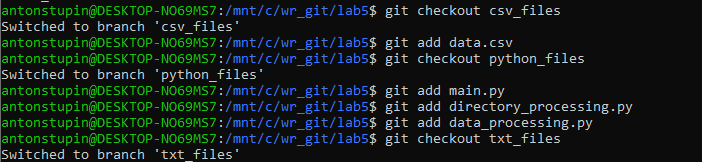 antonstupin@DESKTOP-NO69MS7:/mnt/c/wr_git/lab5$ git checkout csv_files
Switched to branch 'csv_files'
antonstupin@DESKTOP-NO69MS7:/mnt/c/wr_git/lab5$ git add data.csv
antonstupin@DESKTOP-NO69MS7:/mnt/c/wr_git/lab5$ git checkout python_files
Switched to branch 'python_files'
antonstupin@DESKTOP-NO69MS7:/mnt/c/wr_git/lab5$ git add main.py
antonstupin@DESKTOP-NO69MS7:/mnt/c/wr_git/lab5$ git add directory_processing.py
antonstupin@DESKTOP-NO69MS7:/mnt/c/wr_git/lab5$ git add data_processing.py
antonstupin@DESKTOP-NO69MS7:/mnt/c/wr_git/lab5$ git checkout txt_files
Switched to branch 'txt_files'